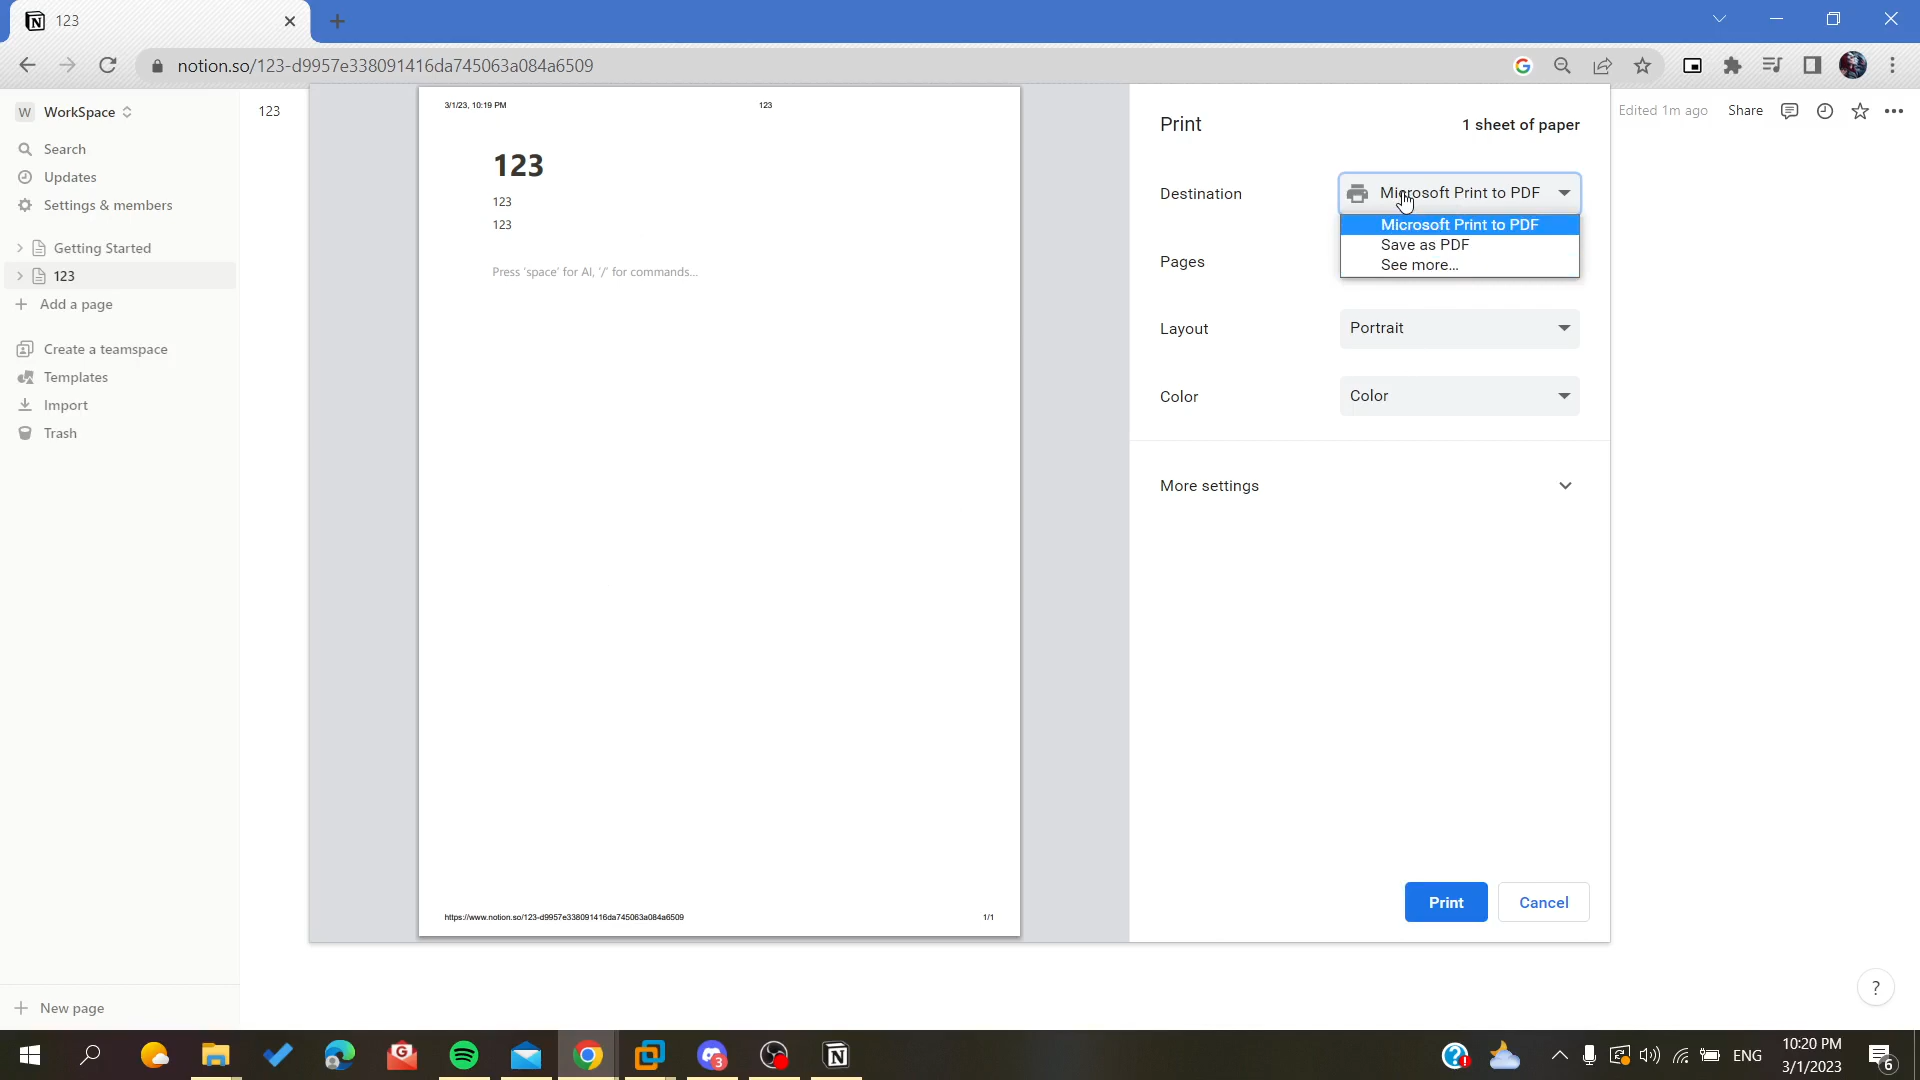 123
notion.so/123-d9957e338091416da745063a084a6509
W WorkSpace
Search
Updates
Settings & members
Getting Started
123
Add a page
Create a teamspace
Templates
Import
Trash
New page
123
3/1/23, 10:19 PM 123
123
123
123
Press 'space' for AI, '/' for commands...
https://www.notion.so/123-d9957e338091416da745063a084a6509 1/1
Print 1 sheet of paper
Destination Microsoft Print to PDF
Microsoft Print to PDF
Save as PDF
See more...
Pages
Layout Portrait
Color Color
More settings
Print Cancel
Edited 1m ago Share
?
3
ENG
10:20 PM
3/1/2023
6